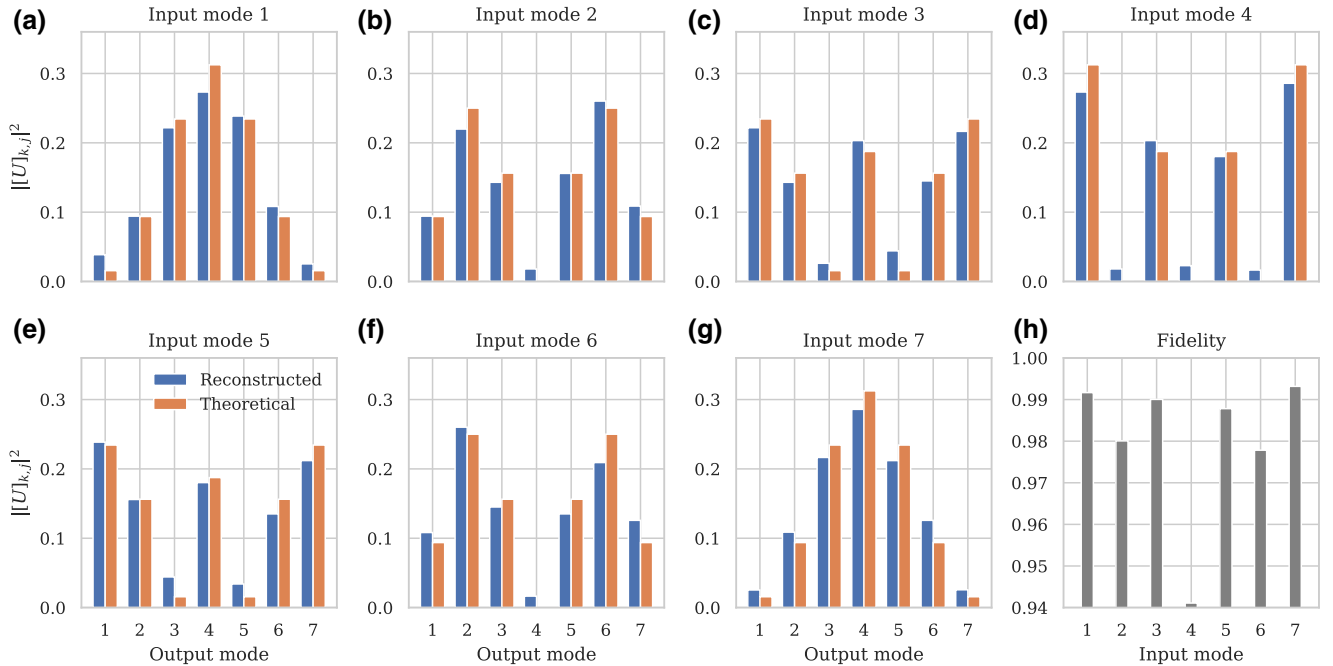 (a) Input mode 1
(b) Input mode 2
(c) Input mode 3
(d) Input mode 4
|[U]k,j|²
0.3
0.2
0.1
0.0
0.3
0.2
0.1
0.0
0.3
0.2
0.1
0.0
0.3
0.2
0.1
0.0
(e) Input mode 5
(f) Input mode 6
(g) Input mode 7
(h) Fidelity
Reconstructed
Theoretical
|[U]k,j|²
0.3
0.2
0.1
0.0
0.3
0.2
0.1
0.0
0.3
0.2
0.1
0.0
1.00
0.99
0.98
0.97
0.96
0.95
0.94
1 2 3 4 5 6 7
1 2 3 4 5 6 7
1 2 3 4 5 6 7
1 2 3 4 5 6 7
Output mode
Output mode
Output mode
Input mode